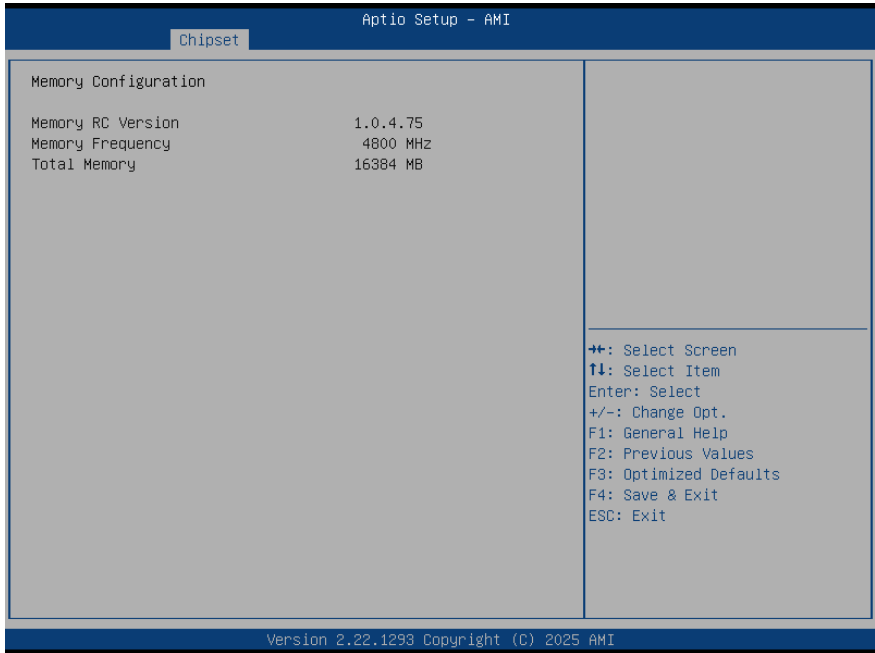 Aptio Setup – AMI
Chipset
Memory Configuration
Memory RC Version 1.0.4.75
Memory Frequency 4800 MHz
Total Memory 16384 MB
→←: Select Screen
↑↓: Select Item
Enter: Select
+/-: Change Opt.
F1: General Help
F2: Previous Values
F3: Optimized Defaults
F4: Save & Exit
ESC: Exit
Version 2.22.1293 Copyright (C) 2025 AMI